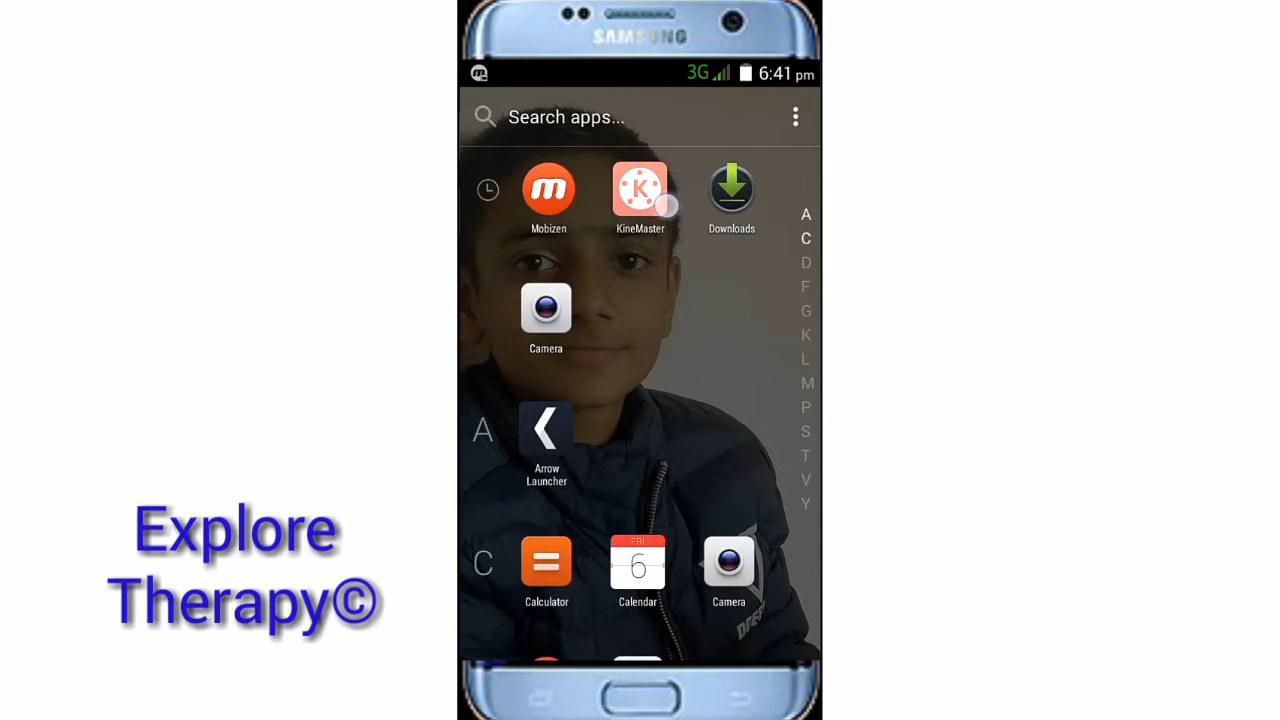 SAMSUNG
3G 6:41 pm
Search apps...
m K
Mobizen KineMaster Downloads
Camera
A
Arrow
Launcher
FRI
C 6
Calculator Calendar Camera
A
C
D
F
G
K
L
M
P
S
T
V
Y
Explore
Therapy©